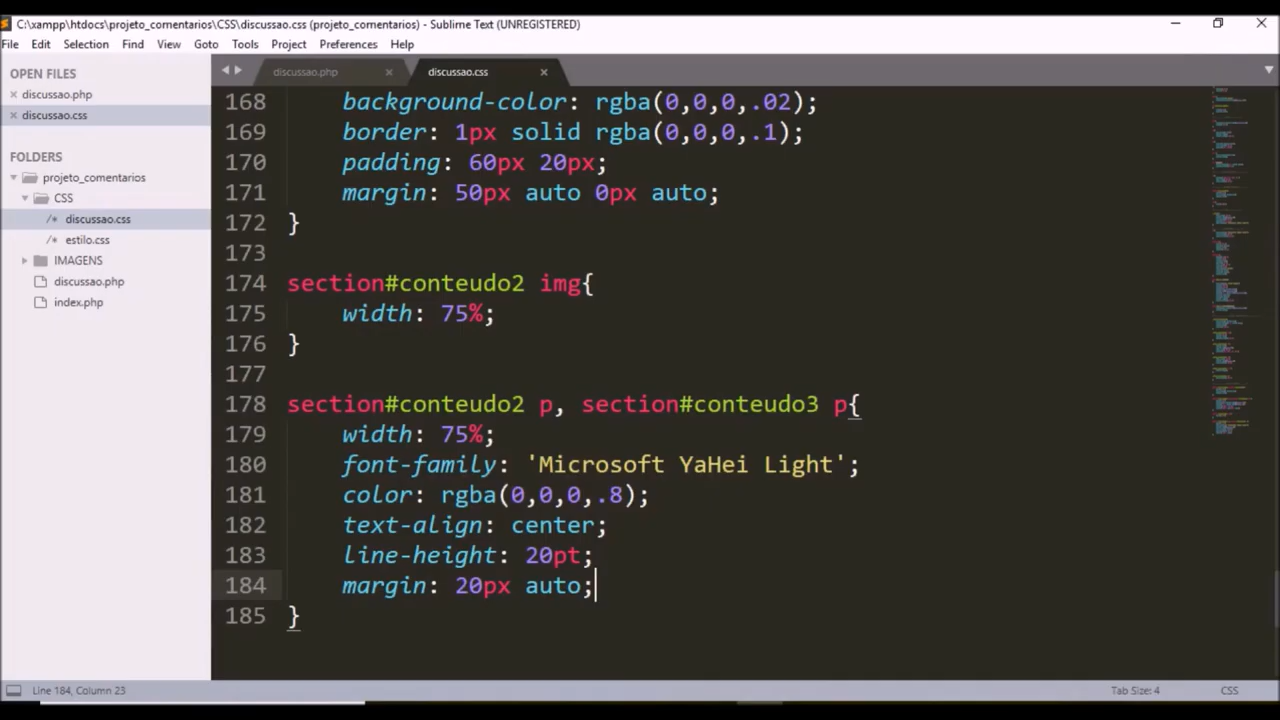 C:\xampp\htdocs\projeto_comentarios\CSS\discussao.css (projeto_comentarios) - Sublime Text (UNREGISTERED)
File Edit Selection Find View Goto Tools Project Preferences Help
OPEN FILES
discussao.php
discussao.css
FOLDERS
projeto_comentarios
CSS
/* discussao.css
/* estilo.css
IMAGENS
discussao.php
index.php
discussao.php × discussao.css ×
168 background-color: rgba(0,0,0,.02);
169 border: 1px solid rgba(0,0,0,.1);
170 padding: 60px 20px;
171 margin: 50px auto 0px auto;
172 }
173
174 section#conteudo2 img{
175 width: 75%;
176 }
177
178 section#conteudo2 p, section#conteudo3 p{
179 width: 75%;
180 font-family: 'Microsoft YaHei Light';
181 color: rgba(0,0,0,.8);
182 text-align: center;
183 line-height: 20pt;
184 margin: 20px auto;
185 }
Line 184, Column 23 Tab Size: 4 CSS